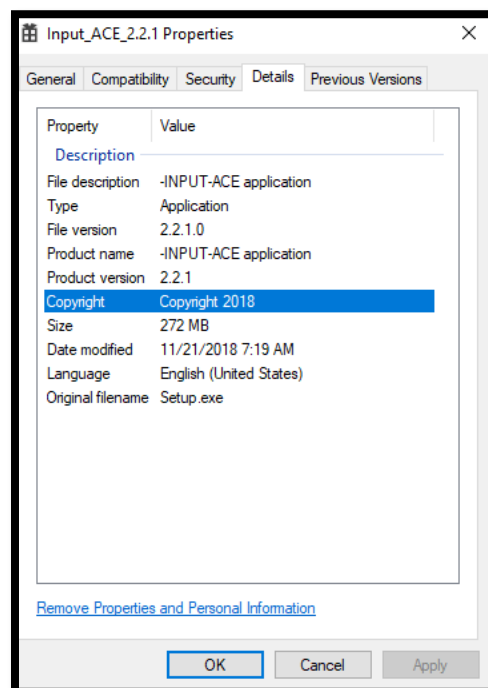 Input_ACE_2.2.1 Properties
General Compatibility Security Details Previous Versions
Property Value
Description
File description -INPUT-ACE application
Type Application
File version 2.2.1.0
Product name -INPUT-ACE application
Product version 2.2.1
Copyright Copyright 2018
Size 272 MB
Date modified 11/21/2018 7:19 AM
Language English (United States)
Original filename Setup.exe
Remove Properties and Personal Information
OK Cancel Apply